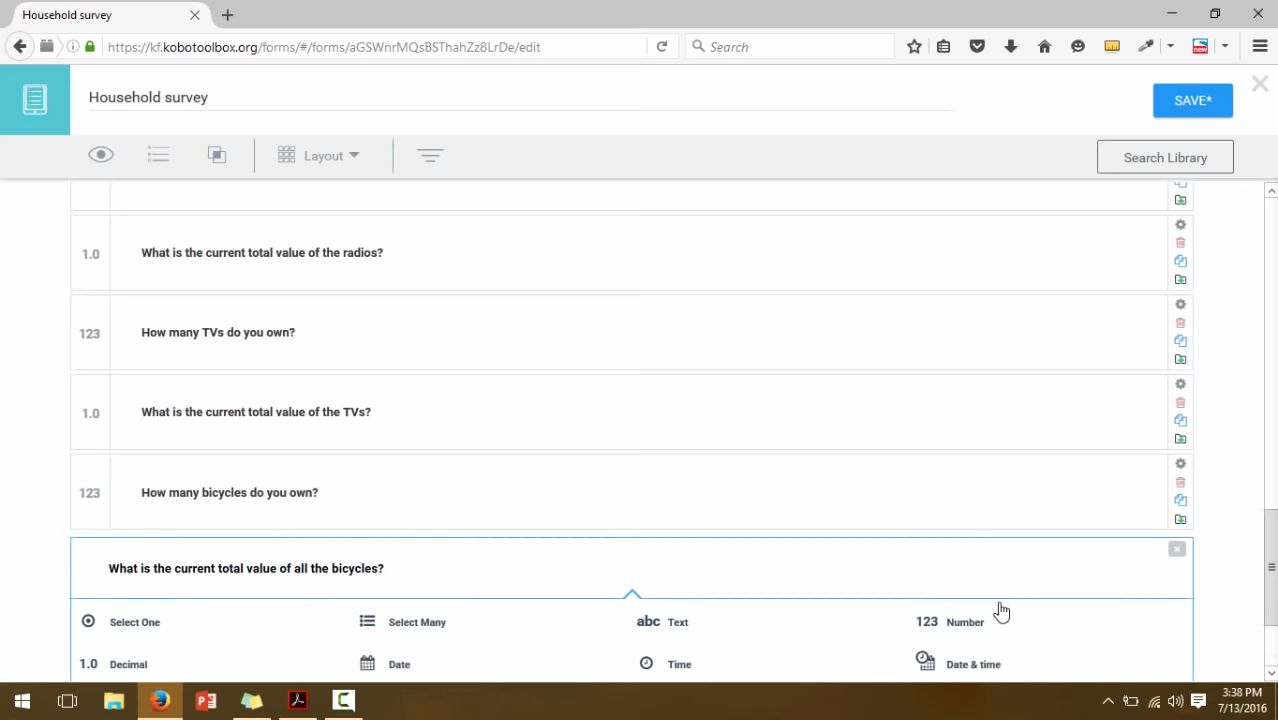 Household survey
https://kf.kobotoolbox.org/forms/#/forms/aGSWnrMQsBSThahZz8LTDe/edit
Search
new
Household survey
SAVE*
Layout
Search Library
1.0 What is the current total value of the radios?
123 How many TVs do you own?
1.0 What is the current total value of the TVs?
123 How many bicycles do you own?
What is the current total value of all the bicycles?
Select One Select Many abc Text 123 Number
1.0 Decimal Date Time Date & time
3:38 PM
7/13/2016